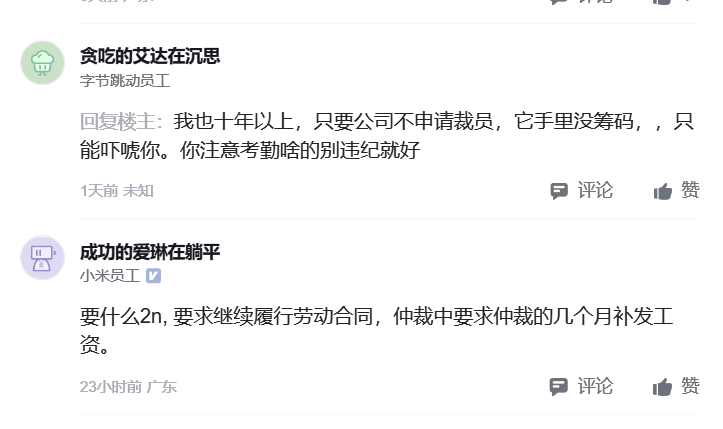 评论
贪吃的艾达在沉思
字节跳动员工
回复楼主：我也十年以上，只要公司不申请裁员，它手里没筹码，，只
能吓唬你。你注意考勤啥的别违纪就好
1天前 未知
评论
赞
成功的爱琳在躺平
小米员工
要什么2n, 要求继续履行劳动合同，仲裁中要求仲裁的几个月补发工
资。
23小时前 广东
评论
赞